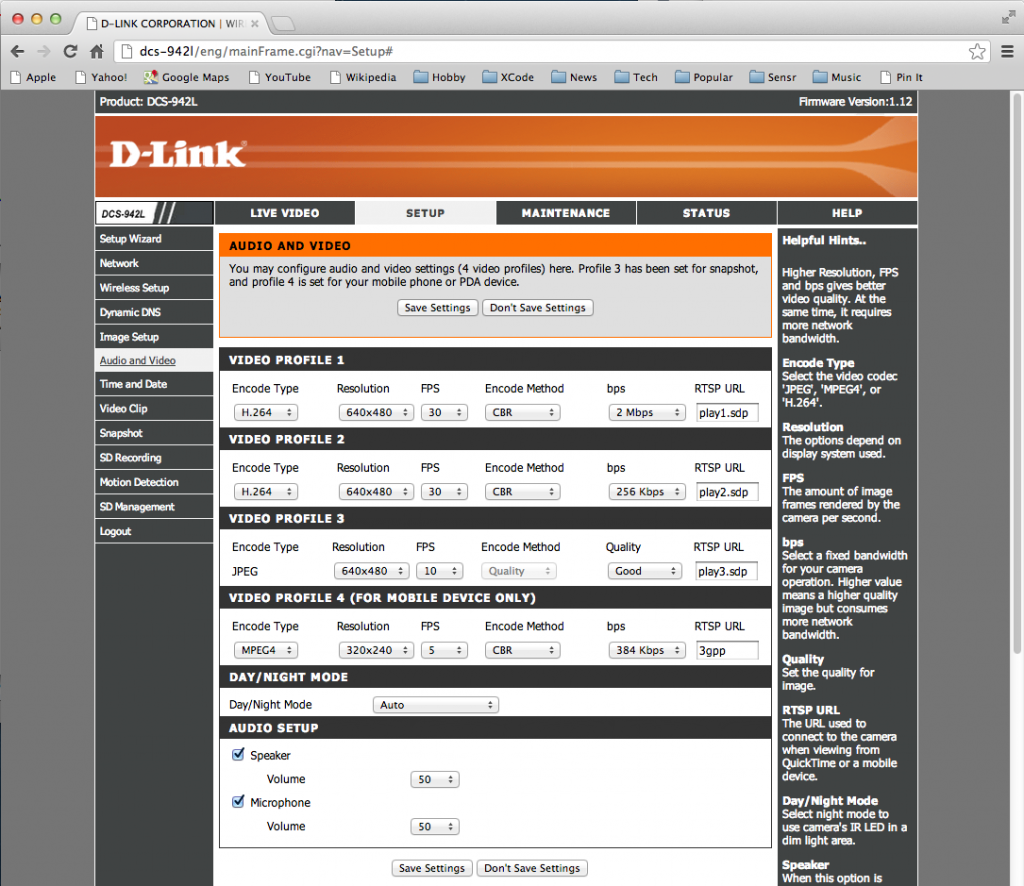 D-LINK CORPORATION | WIR
dcs-942l/eng/mainFrame.cgi?nav=Setup#
Apple Yahoo! Google Maps YouTube Wikipedia Hobby XCode News Tech Popular Sensr Music Pin It
Product: DCS-942L Firmware Version:1.12
D-Link
DCS-942L LIVE VIDEO SETUP MAINTENANCE STATUS HELP
Setup Wizard
Network
Wireless Setup
Dynamic DNS
Image Setup
Audio and Video
Time and Date
Video Clip
Snapshot
SD Recording
Motion Detection
SD Management
Logout
AUDIO AND VIDEO
You may configure audio and video settings (4 video profiles) here. Profile 3 has been set for snapshot,
and profile 4 is set for your mobile phone or PDA device.
Save Settings Don't Save Settings
VIDEO PROFILE 1
Encode Type Resolution FPS Encode Method bps RTSP URL
H.264 640x480 30 CBR 2 Mbps play1.sdp
VIDEO PROFILE 2
Encode Type Resolution FPS Encode Method bps RTSP URL
H.264 640x480 30 CBR 256 Kbps play2.sdp
VIDEO PROFILE 3
Encode Type Resolution FPS Encode Method Quality RTSP URL
JPEG 640x480 10 Quality Good play3.sdp
VIDEO PROFILE 4 (FOR MOBILE DEVICE ONLY)
Encode Type Resolution FPS Encode Method bps RTSP URL
MPEG4 320x240 5 CBR 384 Kbps 3gpp
DAY/NIGHT MODE
Day/Night Mode Auto
AUDIO SETUP
Speaker
Volume 50
Microphone
Volume 50
Save Settings Don't Save Settings
Helpful Hints..
Higher Resolution, FPS
and bps gives better
video quality. At the
same time, it requires
more network
bandwidth.
Encode Type
Select the video codec
'JPEG', 'MPEG4', or
'H.264'.
Resolution
The options depend on
display system used.
FPS
The amount of image
frames rendered by the
camera per second.
bps
Select a fixed bandwidth
for your camera
operation. Higher value
means a higher quality
image but consumes
more network
bandwidth.
Quality
Set the quality for
image.
RTSP URL
The URL used to
connect to the camera
when viewing from
QuickTime or a mobile
device.
Day/Night Mode
Select night mode to
use camera's IR LED in a
dim light area.
Speaker
When this option is